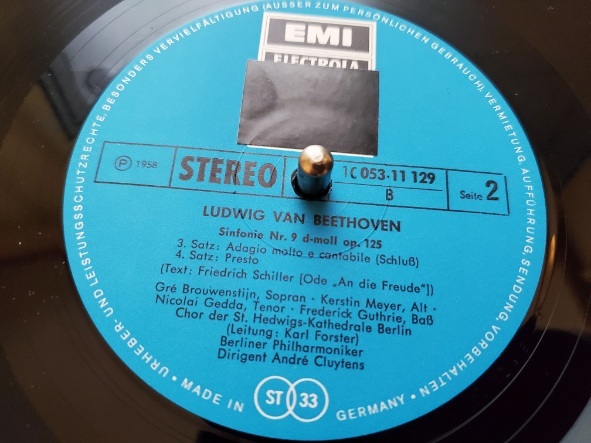 EMI
ELECTROLA
℗ 1958
STEREO
1C 053-11 129
B
Seite 2
LUDWIG VAN BEETHOVEN
Sinfonie Nr. 9 d-moll op. 125
3. Satz: Adagio molto e cantabile (Schluß)
4. Satz: Presto
(Text: Friedrich Schiller [Ode „An die Freude"])
Gré Brouwenstijn, Sopran · Kerstin Meyer, Alt ·
Nicolai Gedda, Tenor · Frederick Guthrie, Baß
Chor der St. Hedwigs-Kathedrale Berlin
(Leitung: Karl Forster)
Berliner Philharmoniker
Dirigent André Cluytens
ST 33
• MADE IN GERMANY •
URHEBER- UND LEISTUNGSSCHUTZRECHTE, BESONDERS VERVIELFÄLTIGUNG (AUSSER ZUM PERSÖNLICHEN GEBRAUCH), VERMIETUNG, AUFFÜHRUNG, SENDUNG, VORBEHALTEN